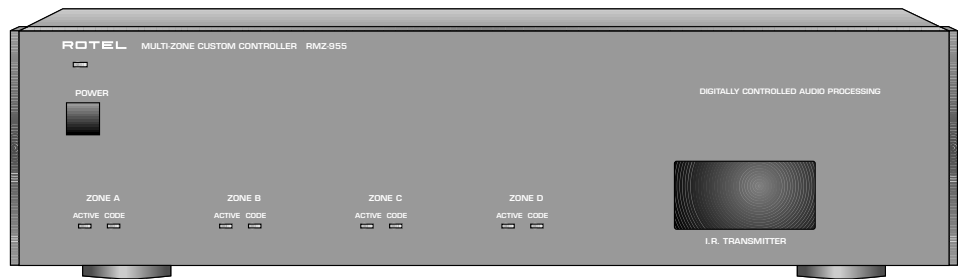 ROTEL MULTI-ZONE CUSTOM CONTROLLER RMZ-955
POWER
DIGITALLY CONTROLLED AUDIO PROCESSING
ZONE A ZONE B ZONE C ZONE D
ACTIVE CODE ACTIVE CODE ACTIVE CODE ACTIVE CODE
I.R. TRANSMITTER